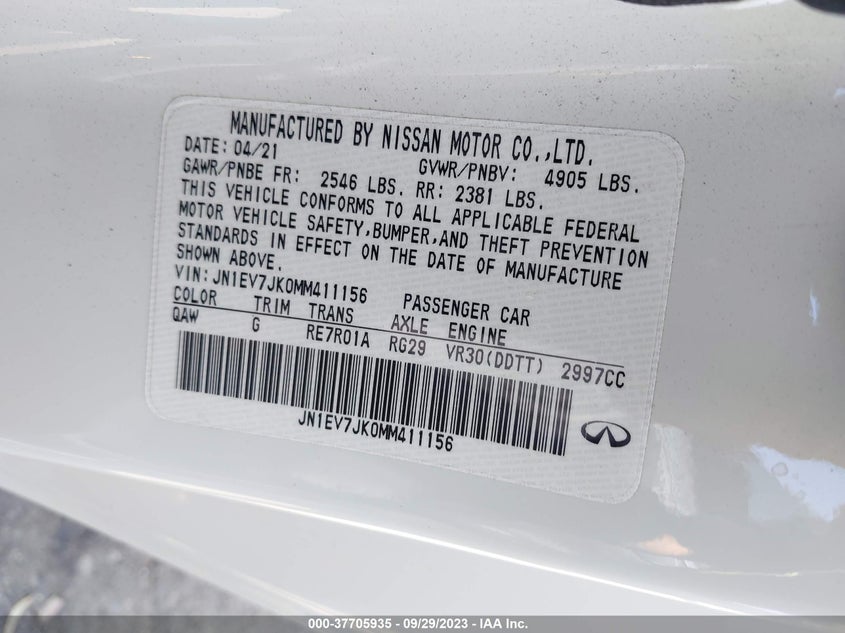 MANUFACTURED BY NISSAN MOTOR CO.,LTD.
DATE: 04/21 GVWR/PNBV: 4905 LBS.
GAWR/PNBE FR: 2546 LBS. RR: 2381 LBS.
THIS VEHICLE CONFORMS TO ALL APPLICABLE FEDERAL
MOTOR VEHICLE SAFETY,BUMPER,AND THEFT PREVENTION
STANDARDS IN EFFECT ON THE DATE OF MANUFACTURE
SHOWN ABOVE.
VIN:JN1EV7JK0MM411156 PASSENGER CAR
COLOR TRIM TRANS AXLE ENGINE
QAW G RE7R01A RG29 VR30(DDTT) 2997CC
JN1EV7JK0MM411156
000-37705935 - 09/29/2023 - IAA Inc.